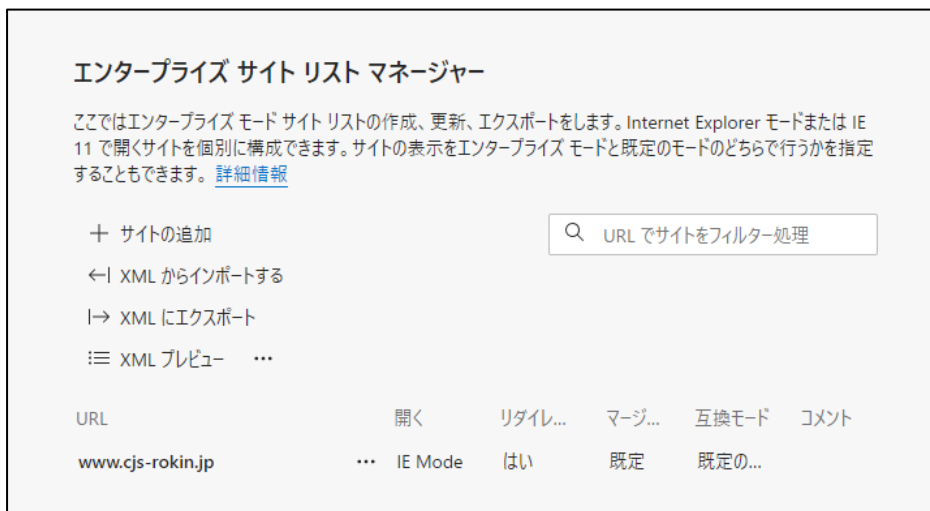 エンタープライズ サイト リスト マネージャー
ここではエンタープライズ モード サイト リストの作成、更新、エクスポートをします。Internet Explorer モードまたは IE
11 で開くサイトを個別に構成できます。サイトの表示をエンタープライズ モードと既定のモードのどちらで行うかを指定
することもできます。 詳細情報
サイトの追加
URL でサイトをフィルター処理
XML からインポートする
XML にエクスポート
XML プレビュー ···
URL 開く リダイレ... マージ... 互換モード コメント
www.cjs-rokin.jp ··· IE Mode はい 既定 既定の...